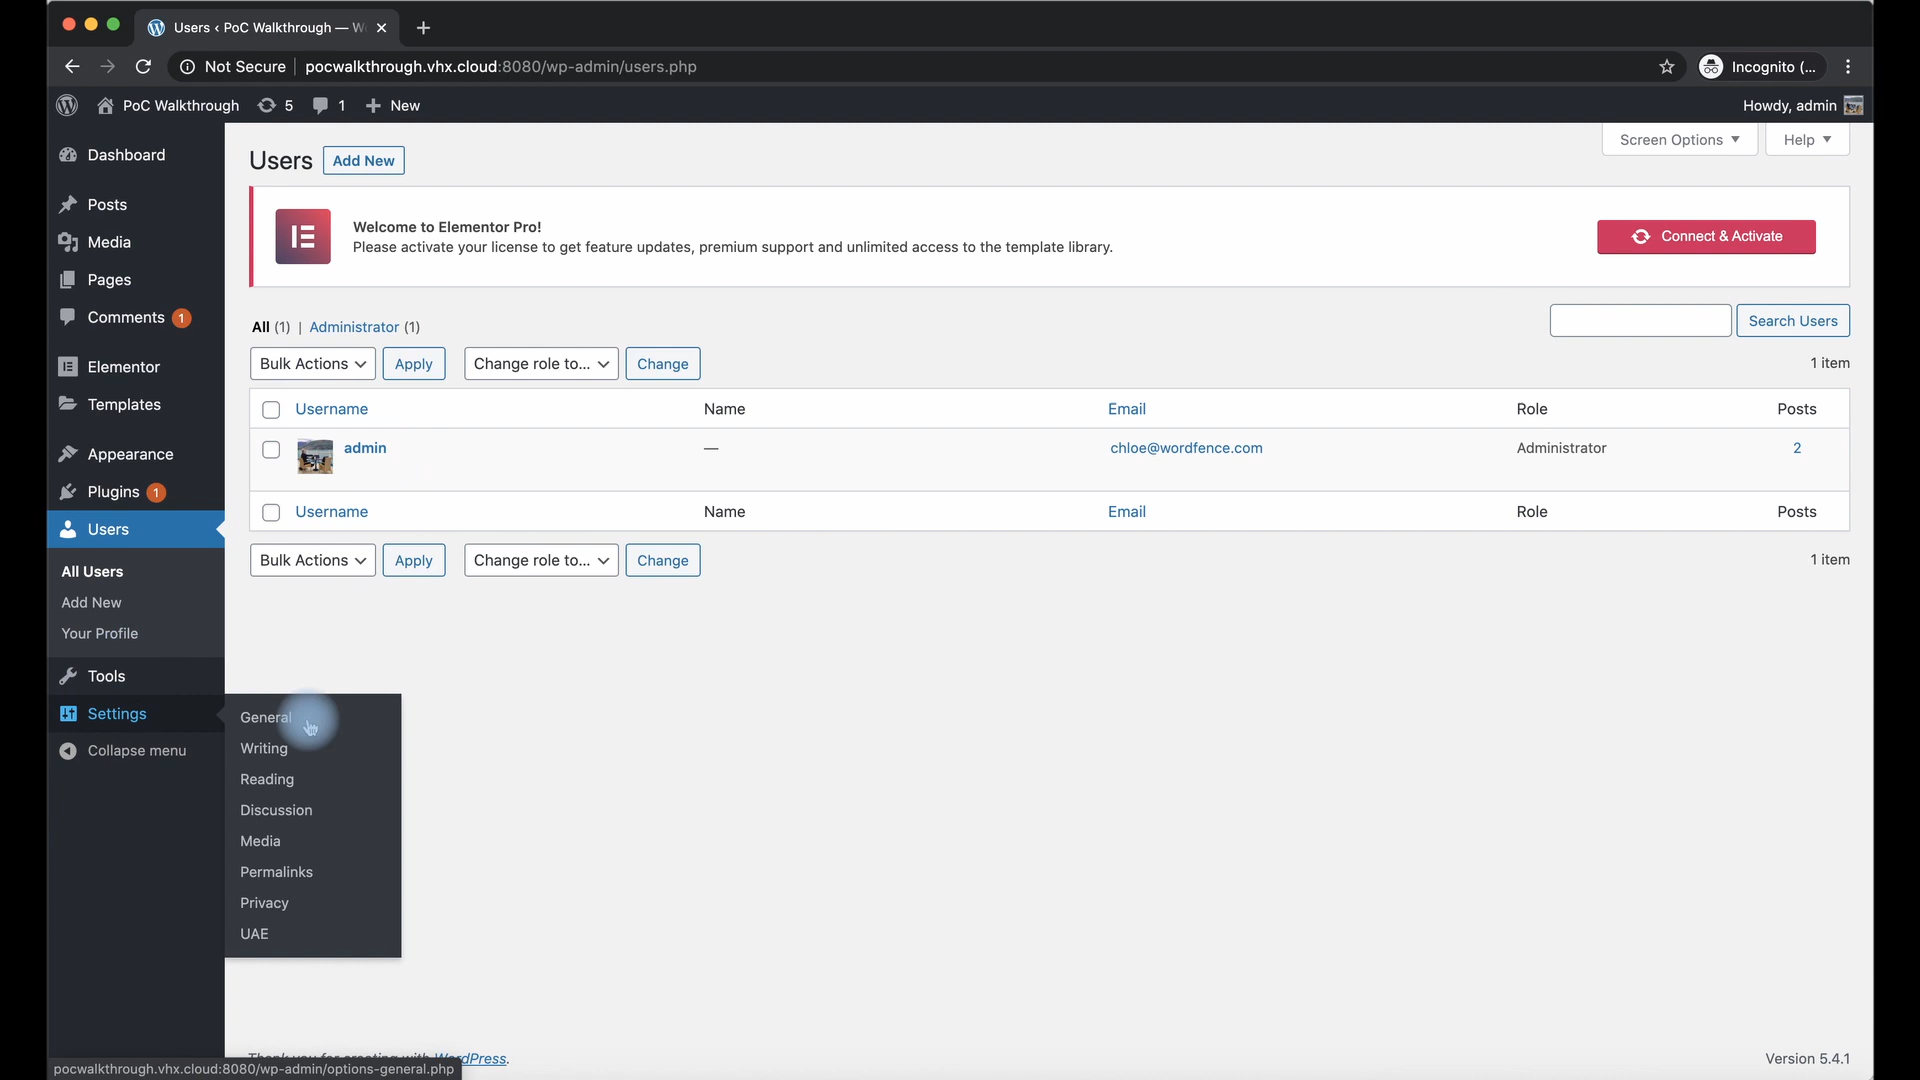 Users ‹ PoC Walkthrough — W
Not Secure | pocwalkthrough.vhx.cloud:8080/wp-admin/users.php
Incognito (...
PoC Walkthrough 5 1 New
Howdy, admin
Screen Options
Help
Dashboard
Posts
Media
Pages
Comments 1
Elementor
Templates
Appearance
Plugins 1
Users
All Users
Add New
Your Profile
Tools
Settings
Collapse menu
General
Writing
Reading
Discussion
Media
Permalinks
Privacy
UAE
Users Add New
Welcome to Elementor Pro!
Please activate your license to get feature updates, premium support and unlimited access to the template library.
Connect & Activate
All (1) | Administrator (1)
Search Users
Bulk Actions Apply Change role to... Change 1 item
Username Name Email Role Posts
admin — chloe@wordfence.com Administrator 2
Username Name Email Role Posts
Bulk Actions Apply Change role to... Change 1 item
Thank you for creating with WordPress.
Version 5.4.1
pocwalkthrough.vhx.cloud:8080/wp-admin/options-general.php